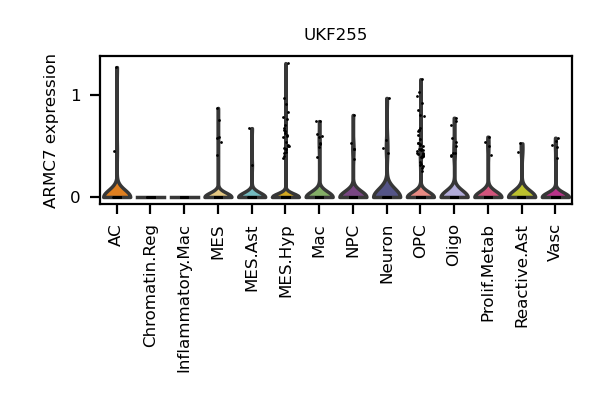 UKF255
ARMC7 expression
1
0
AC
Chromatin.Reg
Inflammatory.Mac
MES
MES.Ast
MES.Hyp
Mac
NPC
Neuron
OPC
Oligo
Prolif.Metab
Reactive.Ast
Vasc